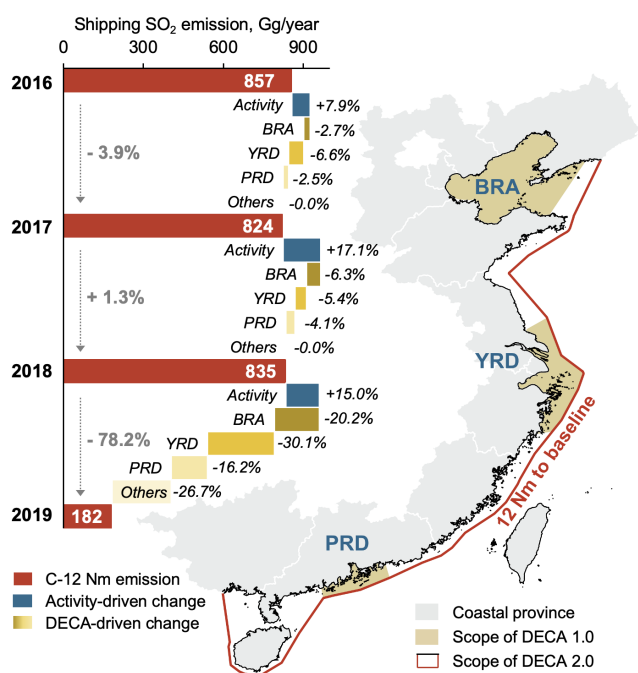 Shipping SO₂ emission, Gg/year
0 300 600 900
2016
857
Activity +7.9%
BRA -2.7%
YRD -6.6%
PRD -2.5%
Others -0.0%
- 3.9%
2017
824
Activity +17.1%
BRA -6.3%
YRD -5.4%
PRD -4.1%
Others -0.0%
+ 1.3%
2018
835
Activity +15.0%
BRA -20.2%
YRD -30.1%
PRD -16.2%
Others -26.7%
- 78.2%
2019
182
BRA
YRD
PRD
12 Nm to baseline
C-12 Nm emission
Activity-driven change
DECA-driven change
Coastal province
Scope of DECA 1.0
Scope of DECA 2.0